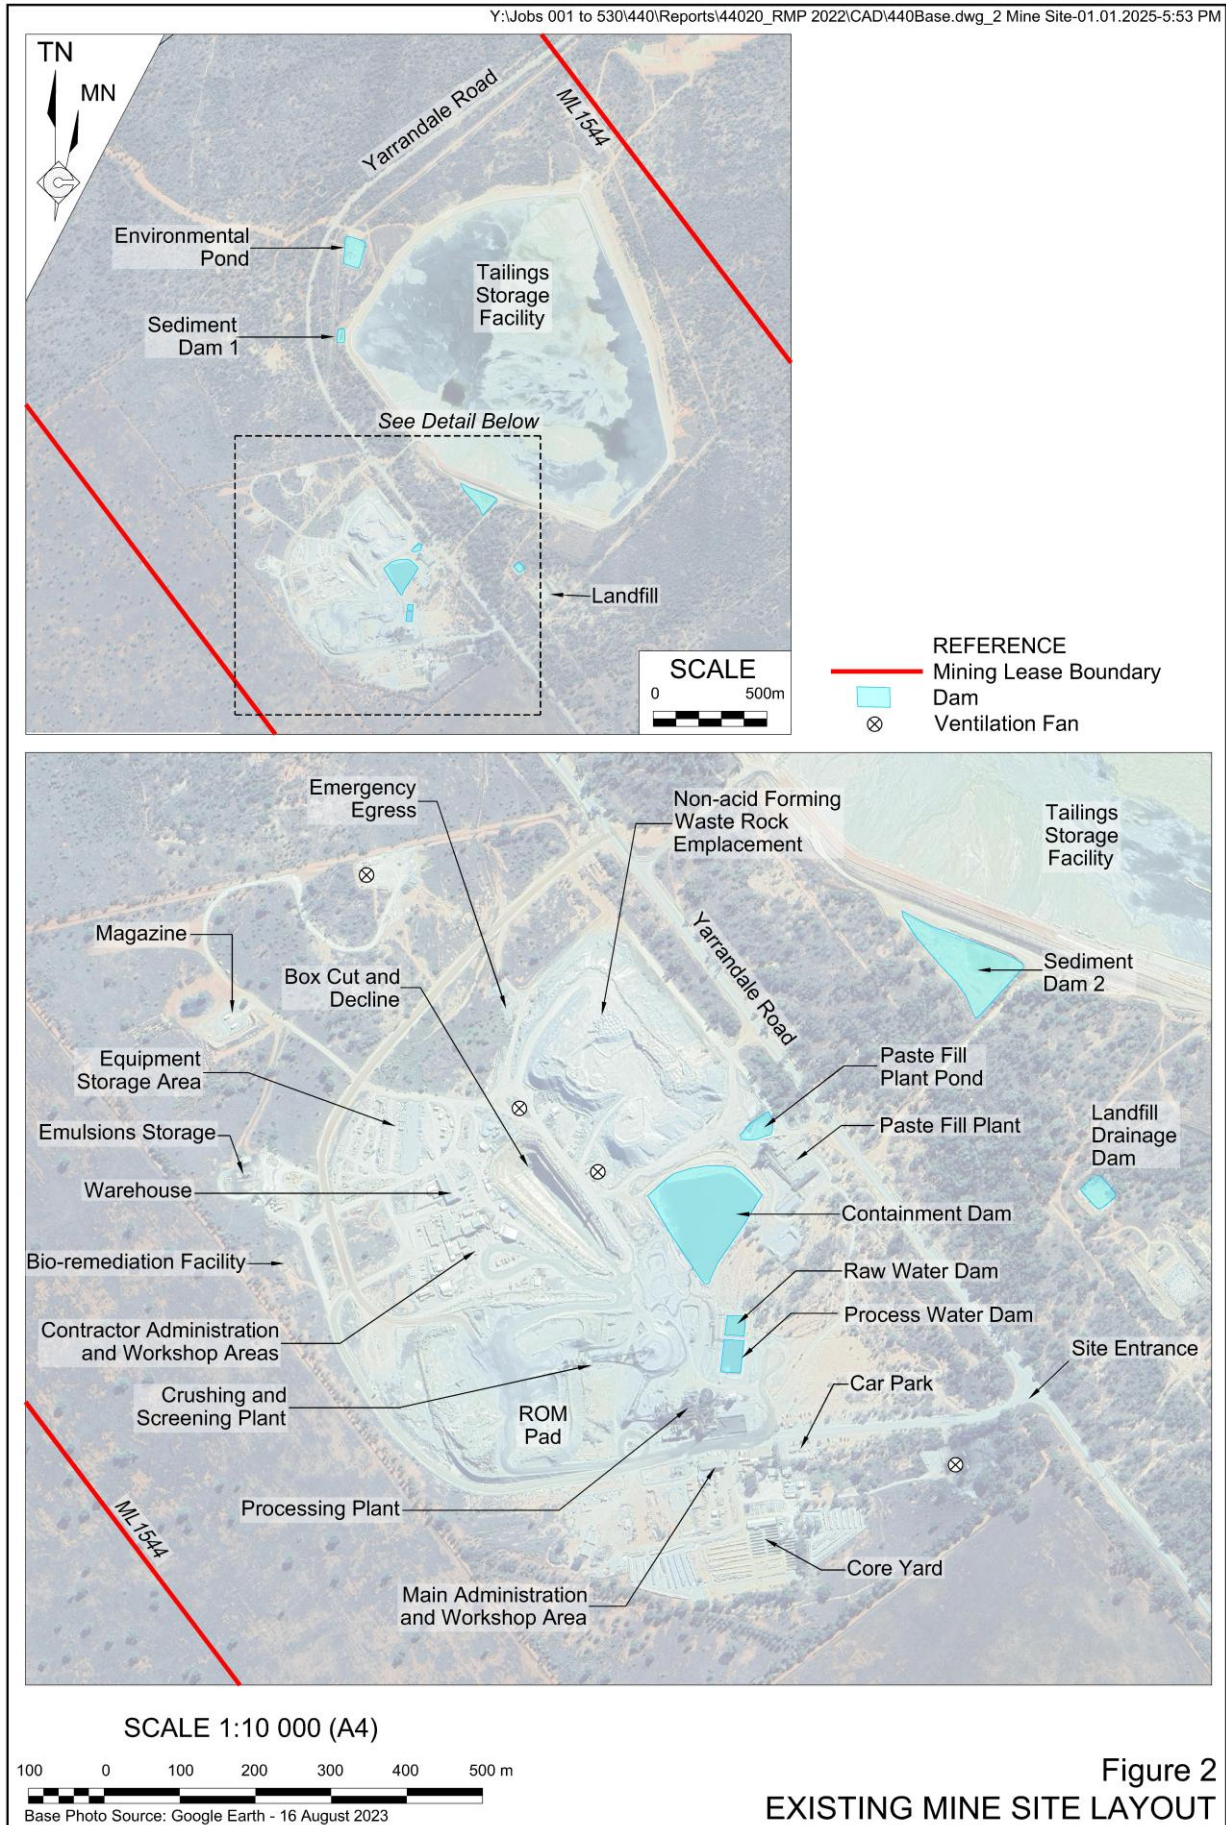 Y:\Jobs 001 to 530\440\Reports\44020_RMP 2022\CAD\440Base.dwg_2 Mine Site-01.01.2025-5:53 PM
TN
MN
Yarrandale Road
ML1544
Environmental
Pond
Tailings
Storage
Facility
Sediment
Dam 1
See Detail Below
Landfill
SCALE
0 500m
REFERENCE
Mining Lease Boundary
Dam
Ventilation Fan
Emergency
Egress
Non-acid Forming
Waste Rock
Emplacement
Tailings
Storage
Facility
Magazine
Box Cut and
Decline
Yarrandale Road
Sediment
Dam 2
Equipment
Storage Area
Paste Fill
Plant Pond
Emulsions Storage
Paste Fill Plant
Landfill
Drainage
Dam
Warehouse
Containment Dam
Bio-remediation Facility
Raw Water Dam
Process Water Dam
Contractor Administration
and Workshop Areas
Site Entrance
Car Park
Crushing and
Screening Plant
ROM
Pad
Processing Plant
ML1544
Core Yard
Main Administration
and Workshop Area
SCALE 1:10 000 (A4)
100 0 100 200 300 400 500 m
Base Photo Source: Google Earth - 16 August 2023
Figure 2
EXISTING MINE SITE LAYOUT